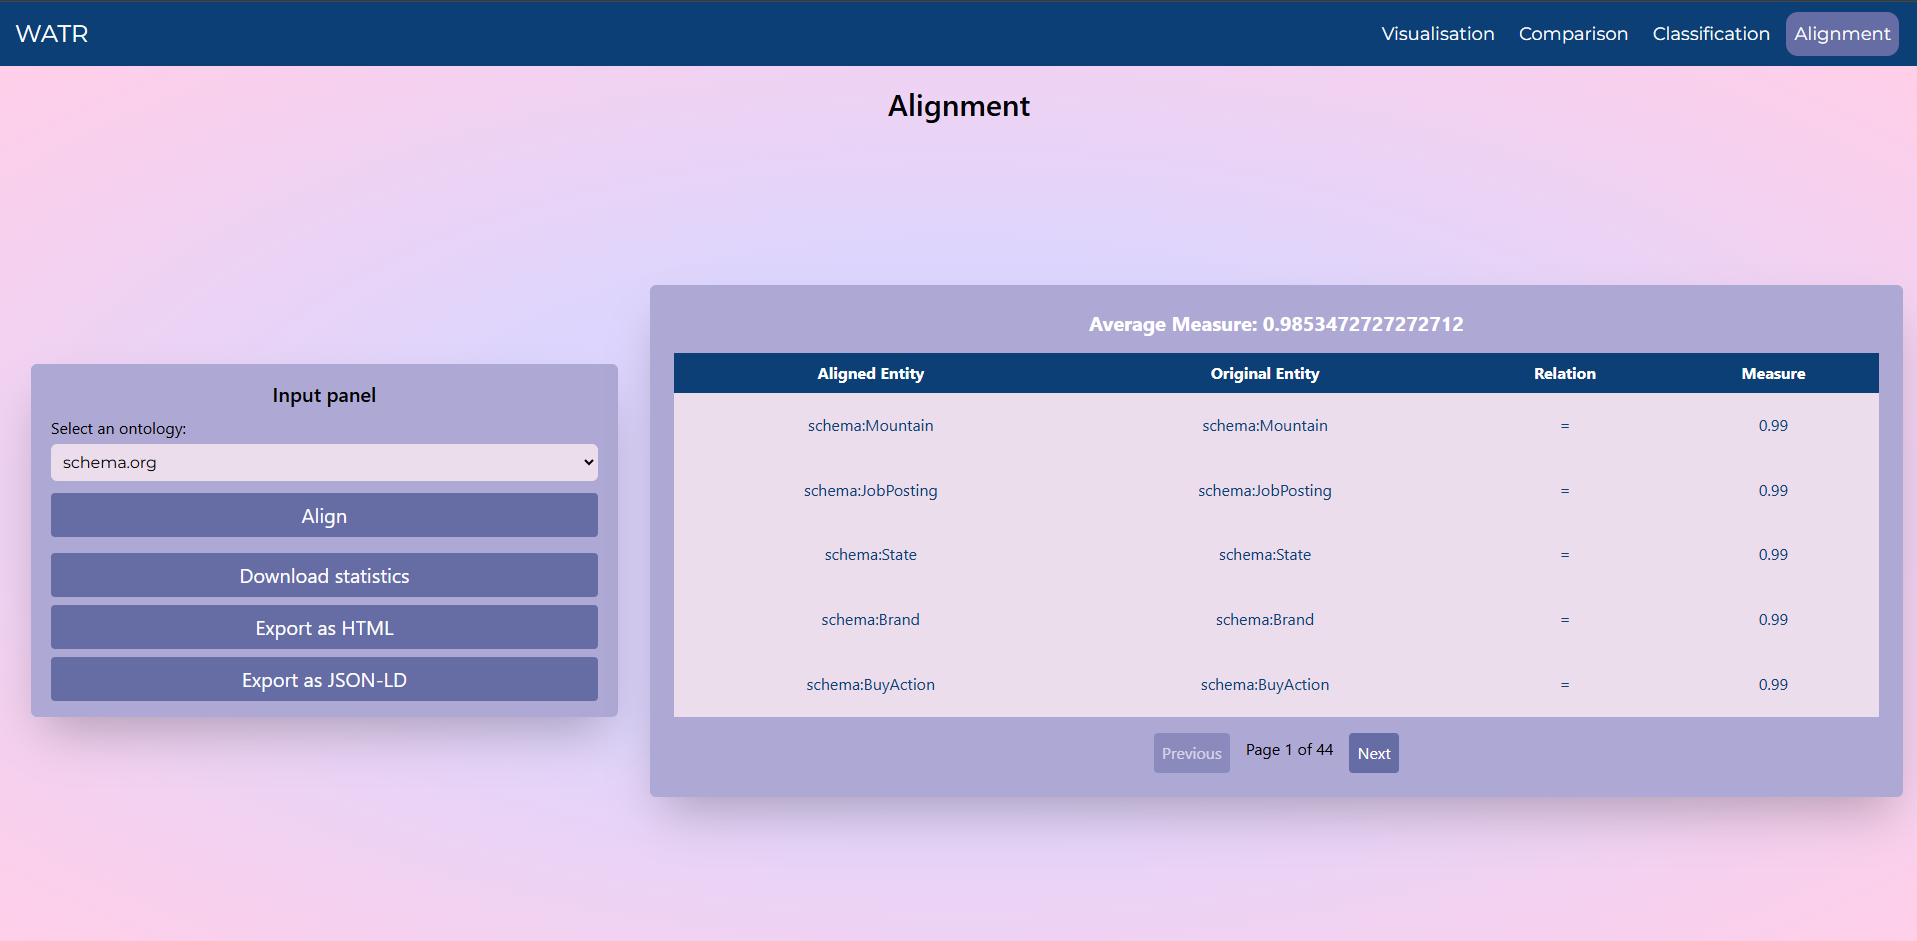 WATR
Visualisation Comparison Classification Alignment
Alignment
Input panel
Select an ontology:
schema.org
Align
Download statistics
Export as HTML
Export as JSON-LD
Average Measure: 0.9853472727272712
Aligned Entity Original Entity Relation Measure
schema:Mountain schema:Mountain = 0.99
schema:JobPosting schema:JobPosting = 0.99
schema:State schema:State = 0.99
schema:Brand schema:Brand = 0.99
schema:BuyAction schema:BuyAction = 0.99
Previous Page 1 of 44 Next